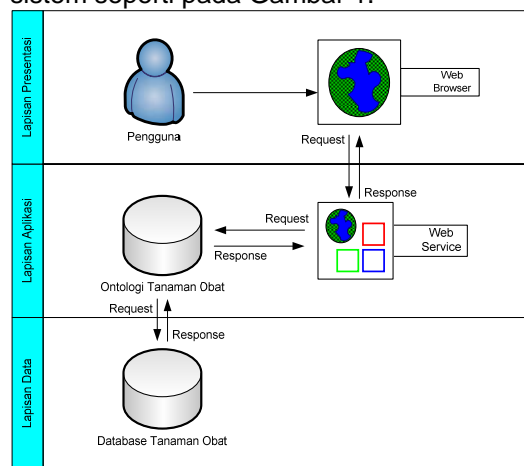 sistem seperti pada Gambar 1.
Lapisan Presentasi
Pengguna
Web
Browser
Request
Response
Lapisan Aplikasi
Request
Response
Web
Service
Ontologi Tanaman Obat
Request
Response
Lapisan Data
Database Tanaman Obat